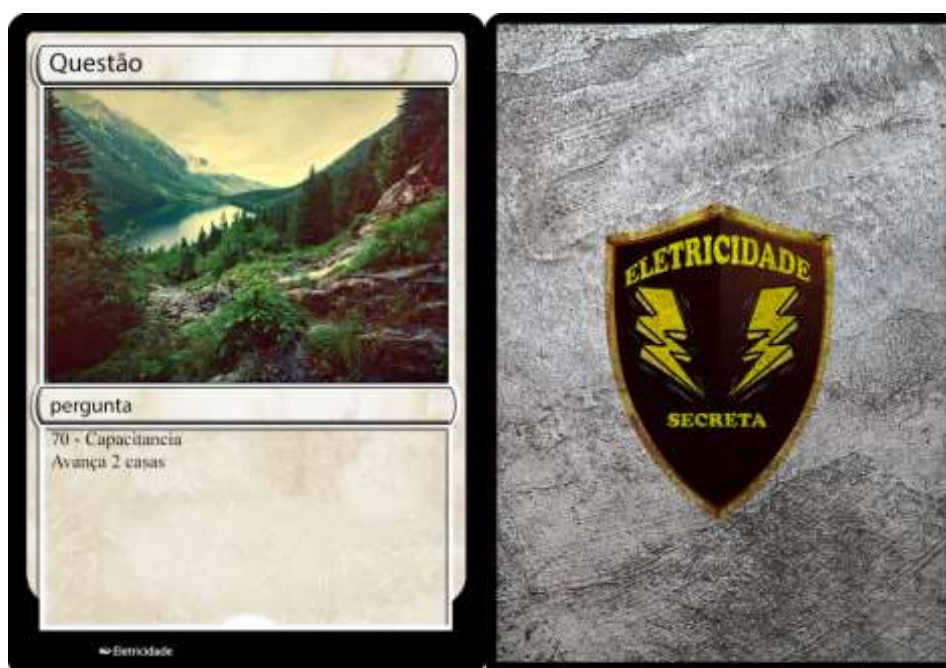 Questão
pergunta
70 - Capacitancia
Avança 2 casas
Eletricidade
ELETRICIDADE
SECRETA